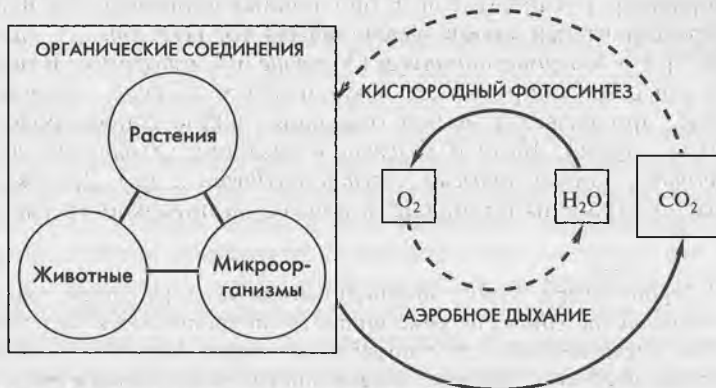 ОРГАНИЧЕСКИЕ СОЕДИНЕНИЯ
Растения
Животные
Микроор-
ганизмы
КИСЛОРОДНЫЙ ФОТОСИНТЕЗ
O₂
H₂O
CO₂
АЭРОБНОЕ ДЫХАНИЕ